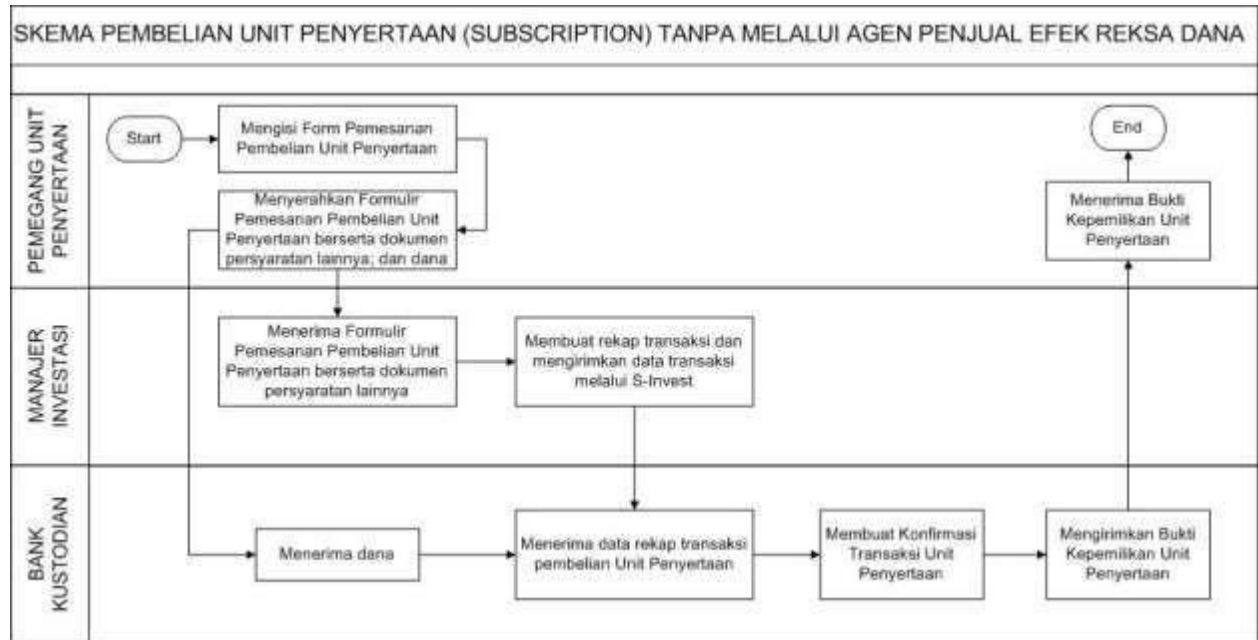 SKEMA PEMBELIAN UNIT PENYERTAAN (SUBSCRIPTION) TANPA MELALUI AGEN PENJUAL EFEK REKSA DANA
PEMEGANG UNIT
PENYERTAAN
Start
Mengisi Form Pemesanan
Pembelian Unit Penyertaan
Menyerahkan Formulir
Pemesanan Pembelian Unit
Penyertaan berserta dokumen
persyaratan lainnya; dan dana
End
Menerima Bukti
Kepemilikan Unit
Penyertaan
MANAJER
INVESTASI
Menerima Formulir
Pemesanan Pembelian Unit
Penyertaan berserta dokumen
persyaratan lainnya
Membuat rekap transaksi dan
mengirimkan data transaksi
melalui S-Invest
BANK
KUSTODIAN
Menerima dana
Menerima data rekap transaksi
pembelian Unit Penyertaan
Membuat Konfirmasi
Transaksi Unit
Penyertaan
Mengirimkan Bukti
Kepemilikan Unit
Penyertaan